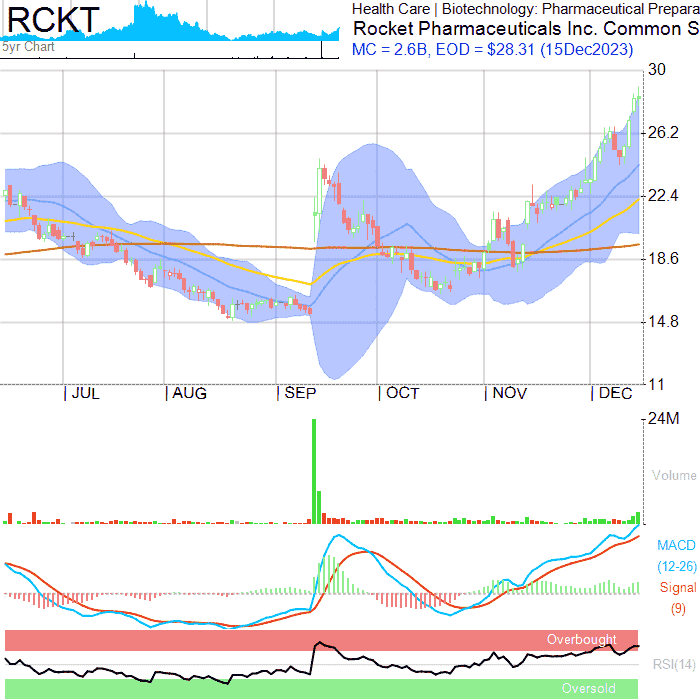 RCKT
5yr Chart
Health Care | Biotechnology: Pharmaceutical Prepara
Rocket Pharmaceuticals Inc. Common S
MC = 2.6B, EOD = $28.31 (15Dec2023)
30
26.2
22.4
18.6
14.8
11
JUL AUG SEP OCT NOV DEC
24M
Volume
MACD
(12-26)
Signal
(9)
Overbought
RSI(14)
Oversold